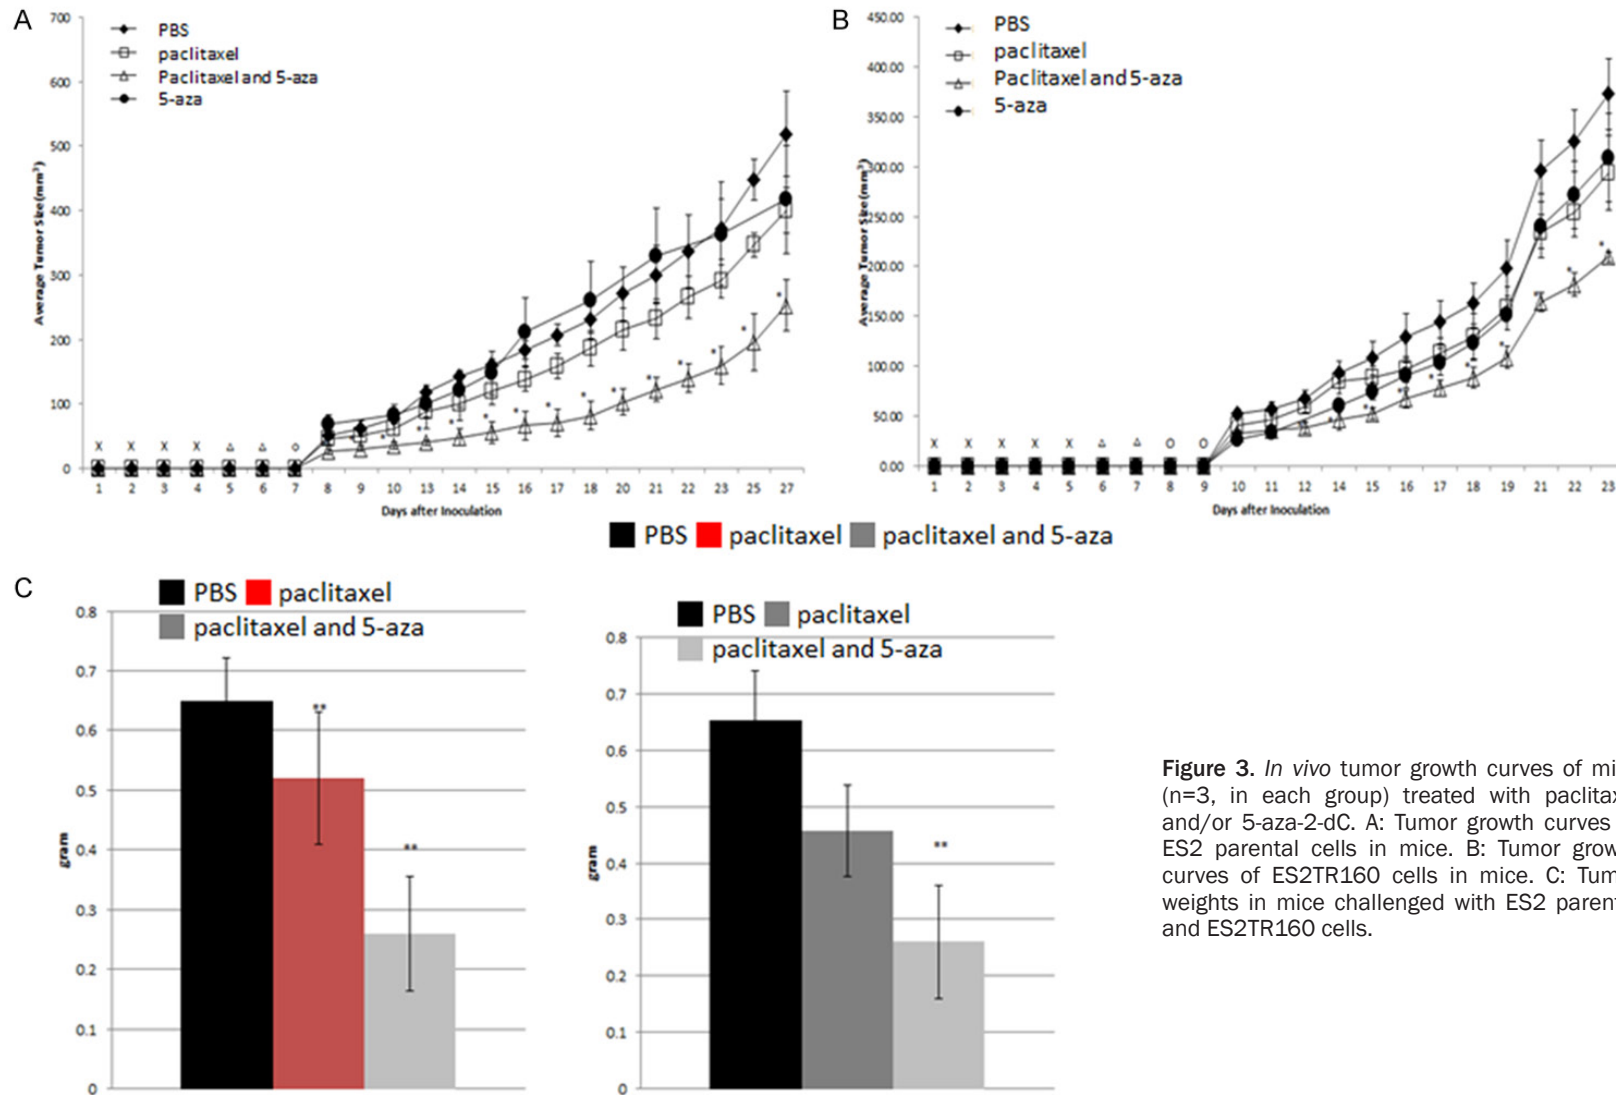 A
700
600
500
400
300
200
100
0
Average Tumor Size(mm³)
PBS
paclitaxel
Paclitaxel and 5-aza
5-aza
X X X X △ △ O
* * * * * * * * * * * * * * *
1 2 3 4 5 6 7 8 9 10 13 14 15 16 17 18 20 21 22 23 25 27
Days after Inoculation
B
450.00
400.00
350.00
300.00
250.00
200.00
150.00
100.00
50.00
0.00
Average Tumor Size(mm³)
PBS
paclitaxel
Paclitaxel and 5-aza
5-aza
X X X X X △ △ O O
* * * * * * * * *
1 2 3 4 5 6 7 8 9 10 11 12 14 15 16 17 18 19 21 22 23
Days after Inoculation
PBS paclitaxel paclitaxel and 5-aza
C
PBS paclitaxel
paclitaxel and 5-aza
0.8
0.7
0.6
0.5
0.4
0.3
0.2
0.1
0
gram
**
**
PBS paclitaxel
paclitaxel and 5-aza
0.8
0.7
0.6
0.5
0.4
0.3
0.2
0.1
0
gram
**
Figure 3. In vivo tumor growth curves of mi
(n=3, in each group) treated with paclitax
and/or 5-aza-2-dC. A: Tumor growth curves
ES2 parental cells in mice. B: Tumor grow
curves of ES2TR160 cells in mice. C: Tum
weights in mice challenged with ES2 parent
and ES2TR160 cells.